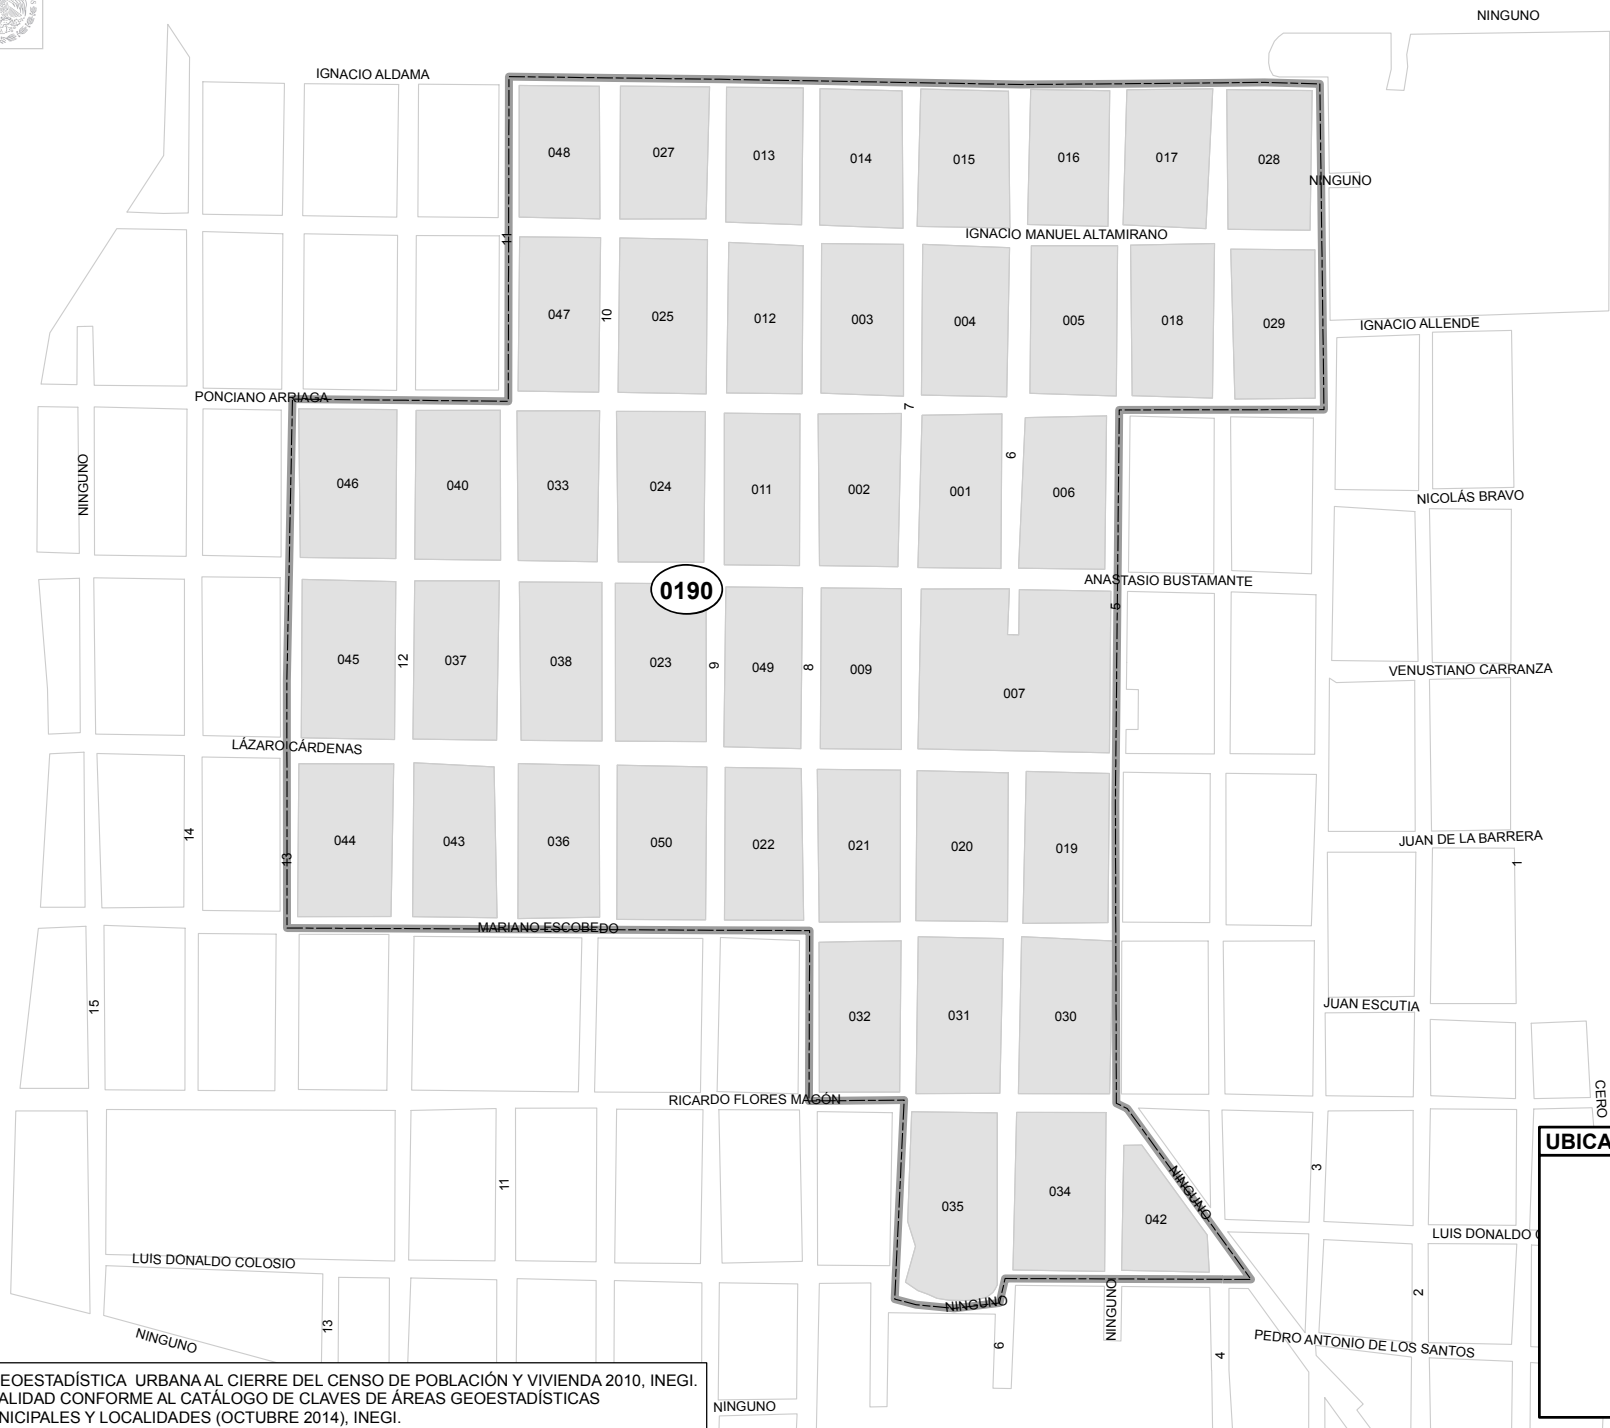 NINGUNO
IGNACIO ALDAMA
048
027
013
014
015
016
017
028
NINGUNO
IGNACIO MANUEL ALTAMIRANO
11
047
10
025
012
003
004
005
018
029
IGNACIO ALLENDE
PONCIANO ARRIAGA
7
NINGUNO
046
040
033
024
011
002
001
6
006
NICOLÁS BRAVO
ANASTASIO BUSTAMANTE
0190
5
045
12
037
038
023
9
049
8
009
007
VENUSTIANO CARRANZA
LÁZARO CÁRDENAS
14
13
044
043
036
050
022
021
020
019
JUAN DE LA BARRERA
1
MARIANO ESCOBEDO
15
032
031
030
JUAN ESCUTIA
RICARDO FLORES MAGÓN
CERO
UBICA
11
035
034
042
NINGUNO
3
LUIS DONALDO C
LUIS DONALDO COLOSIO
NINGUNO
NINGUNO
2
13
NINGUNO
6
4
PEDRO ANTONIO DE LOS SANTOS
EOESTADÍSTICA URBANA AL CIERRE DEL CENSO DE POBLACIÓN Y VIVIENDA 2010, INEGI.
ALIDAD CONFORME AL CATÁLOGO DE CLAVES DE ÁREAS GEOESTADÍSTICAS
NICIPALES Y LOCALIDADES (OCTUBRE 2014), INEGI.
NINGUNO